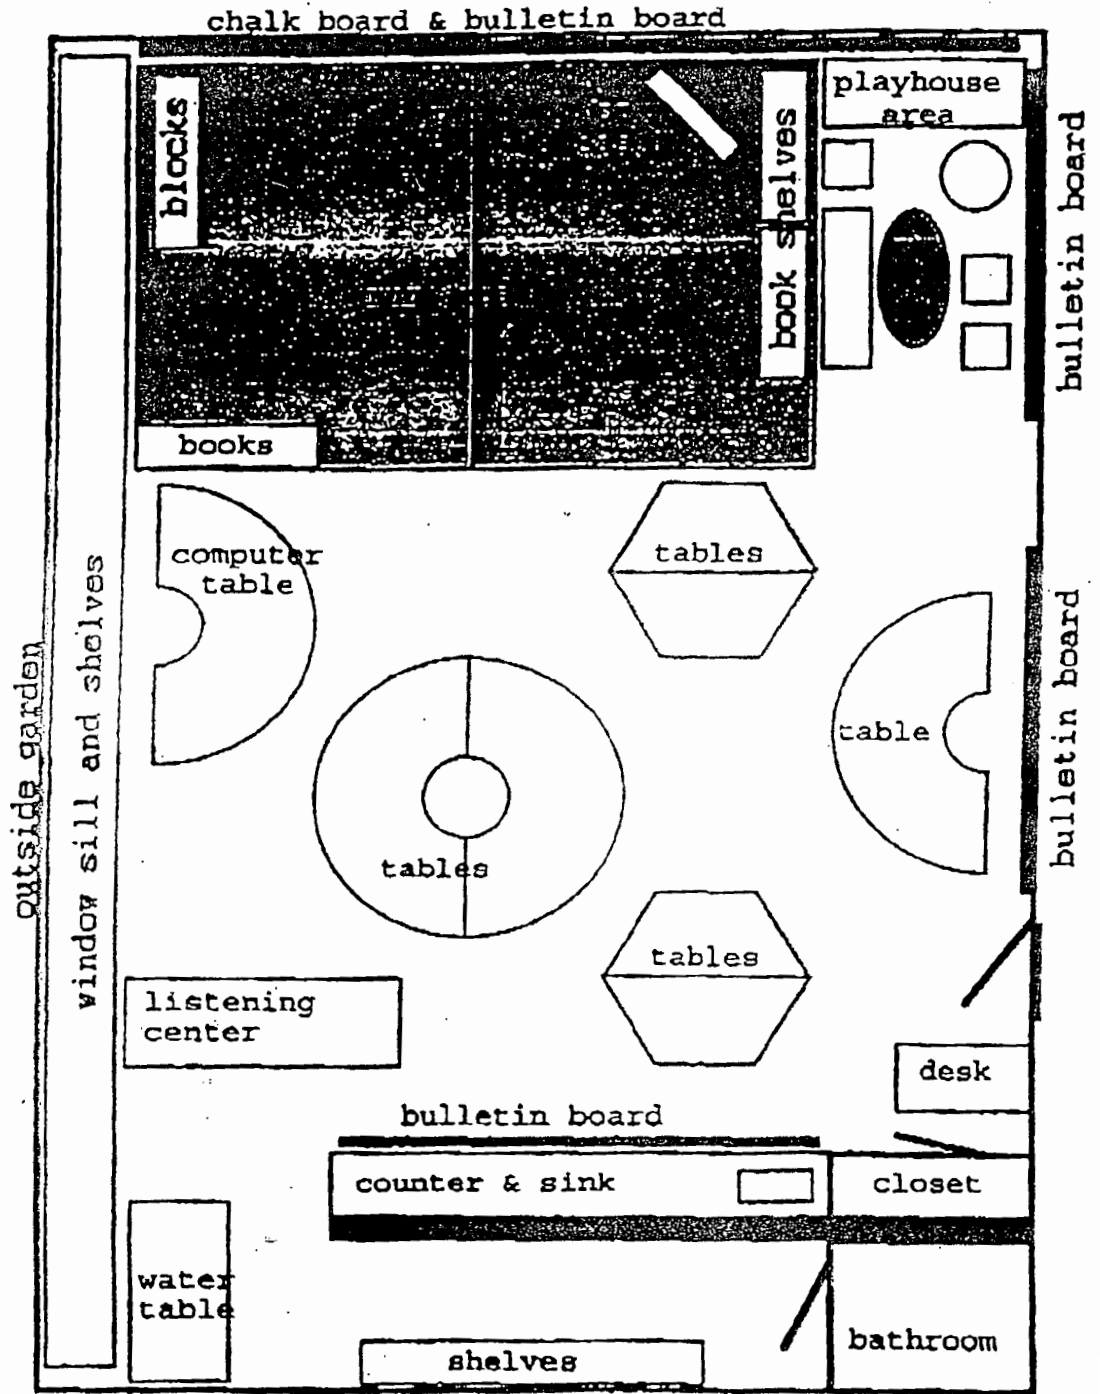 chalk board & bulletin board
blocks
book shelves
playhouse
area
bulletin board
books
computer
table
tables
outside garden
window sill and shelves
table
bulletin board
tables
tables
listening
center
desk
bulletin board
counter & sink
closet
water
table
bathroom
shelves